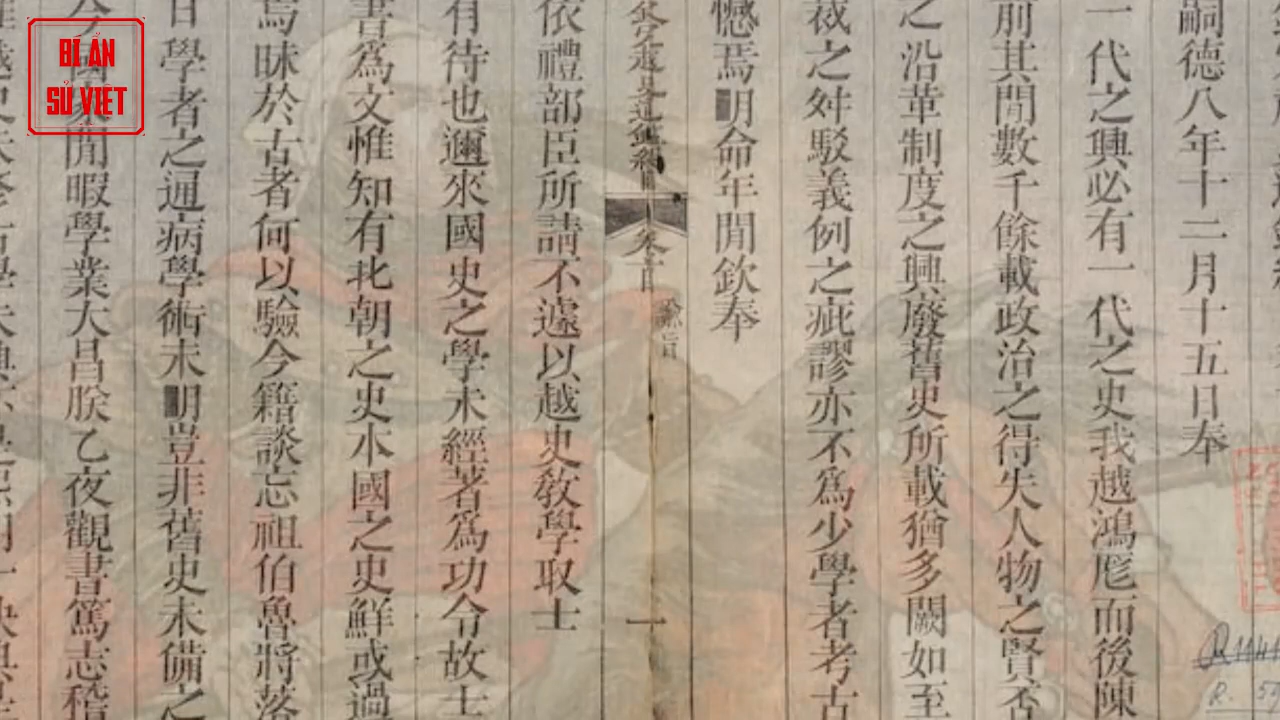 BÍ ẨN
SỬ VIỆT
嗣德八年十二月十五日奉
一代之興必有一代之史我越鴻厖而後陳
前其閒數千餘載政治之得失人物之賢否
之沿革制度之興廢舊史所載猶多闕如至
裁之舛駁義例之疵謬亦不爲少學者考古
憾焉明命年閒欽奉
定越史通鑑綱目 卷首 一
依禮部臣所請不遽以越史敎學取士
有待也邇來國史之學未經著爲功令故士
書爲文惟知有北朝之史本國之史鮮或過
焉昧於古者何以驗今籍談忘祖伯魯將落
日學者之通病學術未明豈非舊史未備之
今國家閒暇學業大昌朕乙夜觀書篤志稽